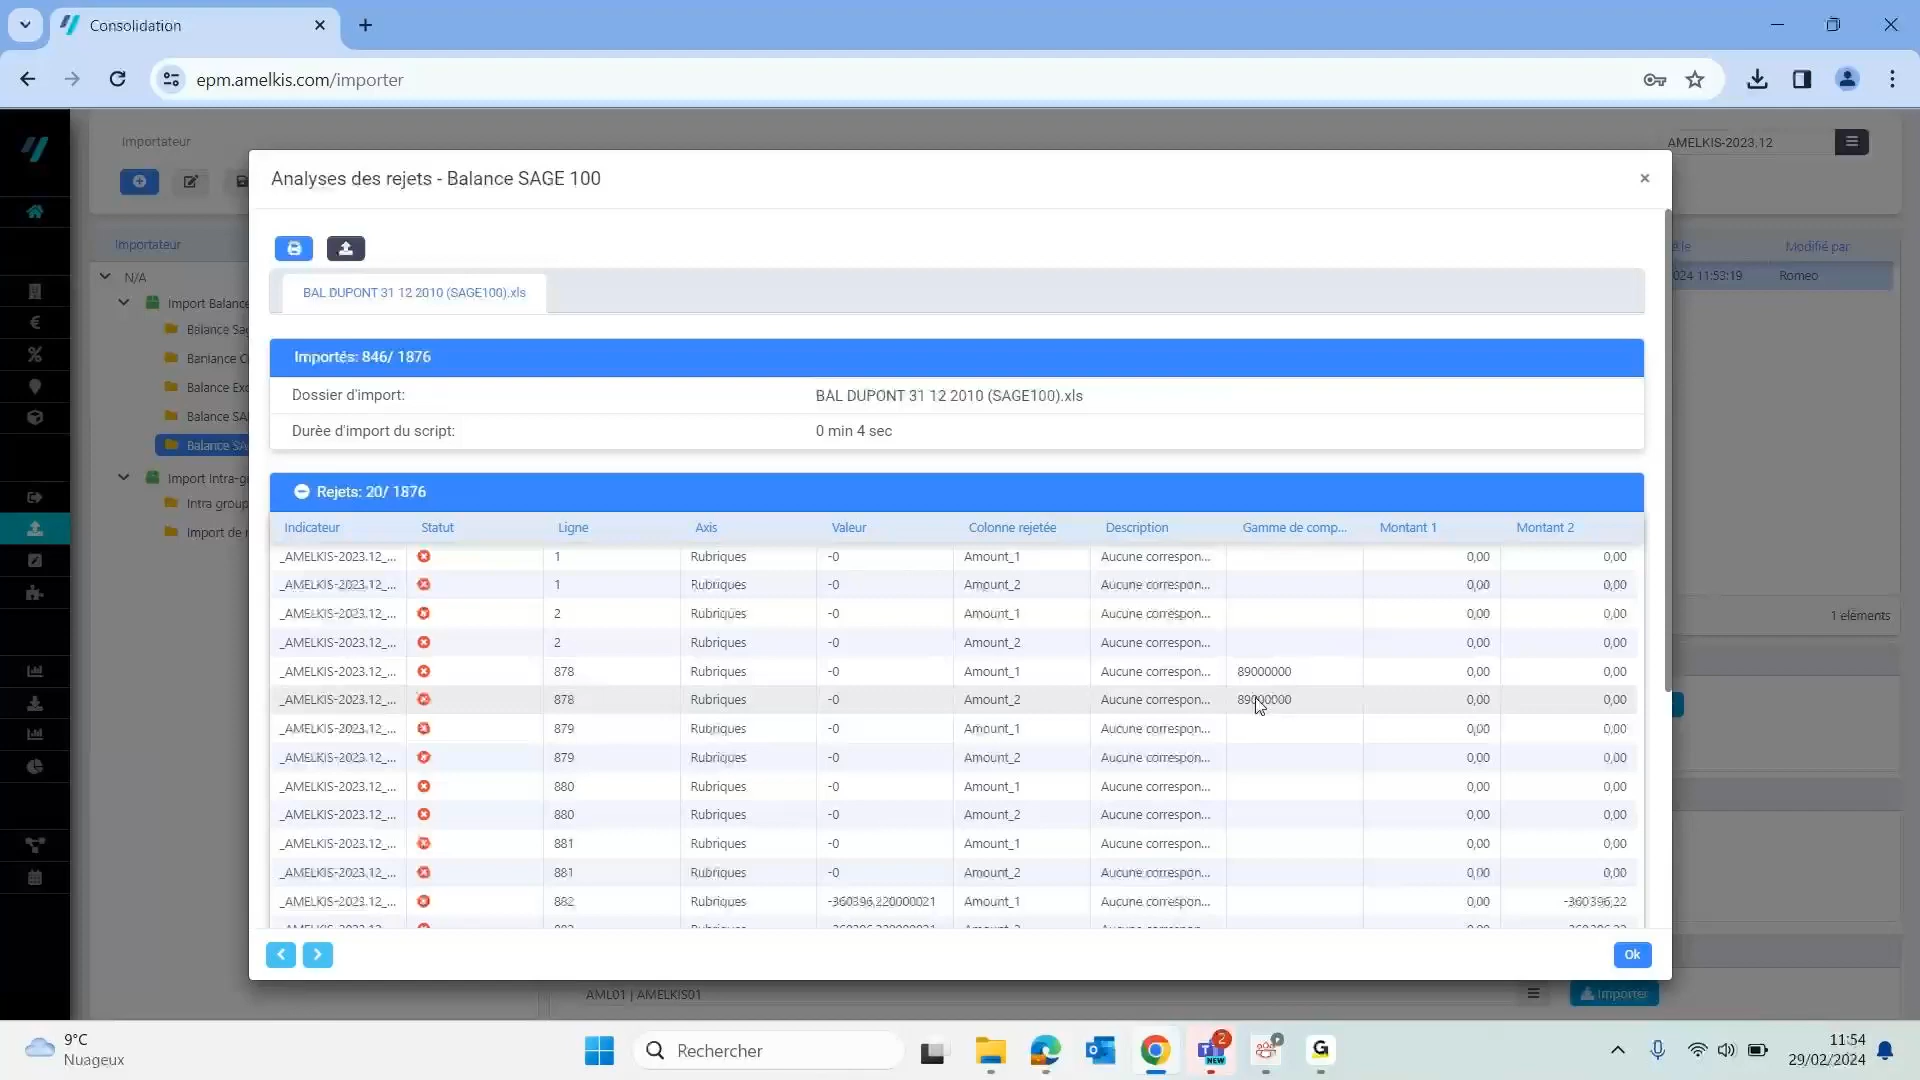 Consolidation
epm.amelkis.com/importer
Importateur
AMELKIS-2023.12
Analyses des rejets - Balance SAGE 100
Importateur
Modifié par
N/A
BAL DUPONT 31 12 2010 (SAGE100).xls
024 11:53:19 Romeo
Import Balance
Balance Sa
Banlance C
Importés: 846/ 1876
Balance Exc
Dossier d'import: BAL DUPONT 31 12 2010 (SAGE100).xls
Balance SA
Durèe d'import du script: 0 min 4 sec
Balance SA
Import Intra-g
Rejets: 20/ 1876
Intra group
Import de
Indicateur Statut Ligne Axis Valeur Colonne rejetée Description Gamme de comp... Montant 1 Montant 2
_AMELKIS-2023.12_... 1 Rubriques -0 Amount_1 Aucune correspon... 0,00 0,00
_AMELKIS-2023.12_... 1 Rubriques -0 Amount_2 Aucune correspon... 0,00 0,00
_AMELKIS-2023.12_... 2 Rubriques -0 Amount_1 Aucune correspon... 0,00 0,00
1 eléments
_AMELKIS-2023.12_... 2 Rubriques -0 Amount_2 Aucune correspon... 0,00 0,00
_AMELKIS-2023.12_... 878 Rubriques -0 Amount_1 Aucune correspon... 89000000 0,00 0,00
_AMELKIS-2023.12_... 878 Rubriques -0 Amount_2 Aucune correspon... 89000000 0,00 0,00
_AMELKIS-2023.12_... 879 Rubriques -0 Amount_1 Aucune correspon... 0,00 0,00
_AMELKIS-2023.12_... 879 Rubriques -0 Amount_2 Aucune correspon... 0,00 0,00
_AMELKIS-2023.12_... 880 Rubriques -0 Amount_1 Aucune correspon... 0,00 0,00
_AMELKIS-2023.12_... 880 Rubriques -0 Amount_2 Aucune correspon... 0,00 0,00
_AMELKIS-2023.12_... 881 Rubriques -0 Amount_1 Aucune correspon... 0,00 0,00
_AMELKIS-2023.12_... 881 Rubriques -0 Amount_2 Aucune correspon... 0,00 0,00
_AMELKIS-2023.12_... 882 Rubriques -360396,220000021 Amount_1 Aucune correspon... 0,00 -360 396,22
Ok
AML01 | AMELKIS01
Importer
9°C
Nuageux
Rechercher
2
NEW
11:54
29/02/2024